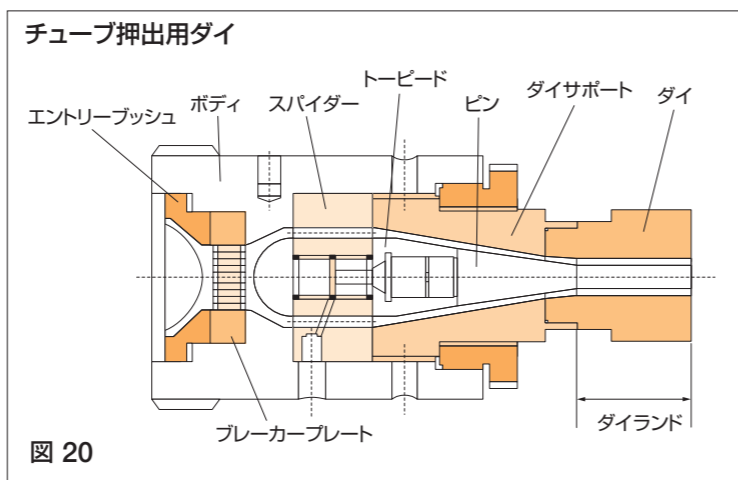 チューブ押出用ダイ
トーピード
ボディ
スパイダー
ピン
ダイサポート
ダイ
エントリーブッシュ
ブレーカープレート
ダイランド
図 20